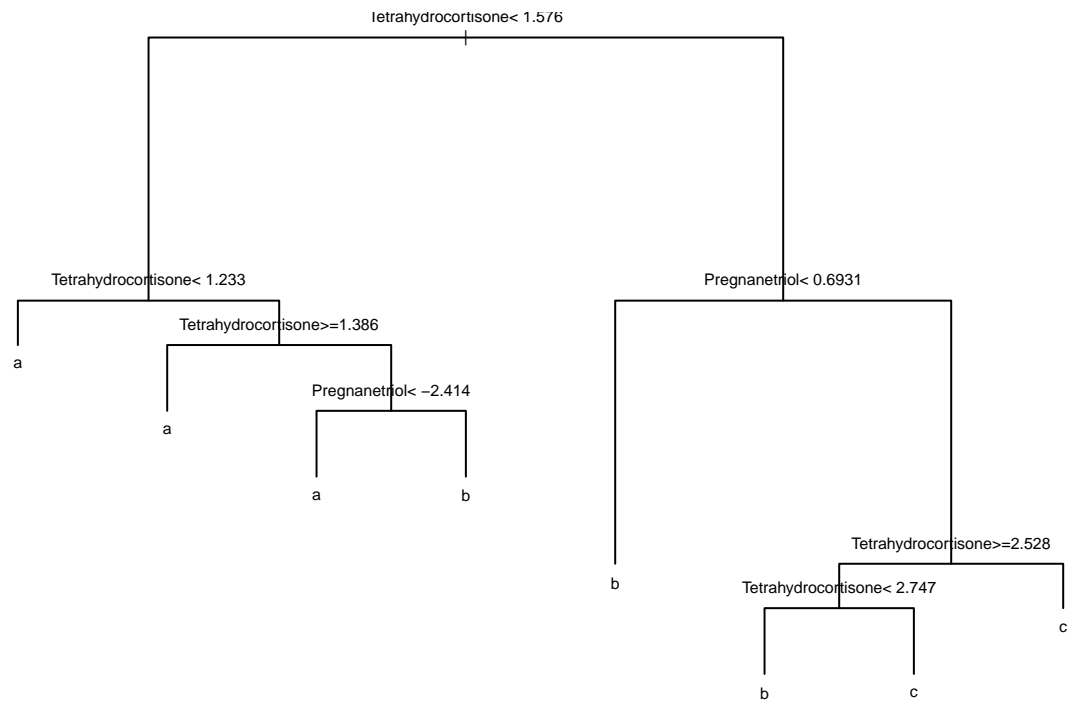 Tetrahydrocortisone< 1.576
Tetrahydrocortisone< 1.233
Pregnanetriol< 0.6931
Tetrahydrocortisone>=1.386
a
Pregnanetriol< −2.414
a
a
b
Tetrahydrocortisone>=2.528
b
Tetrahydrocortisone< 2.747
c
b
c